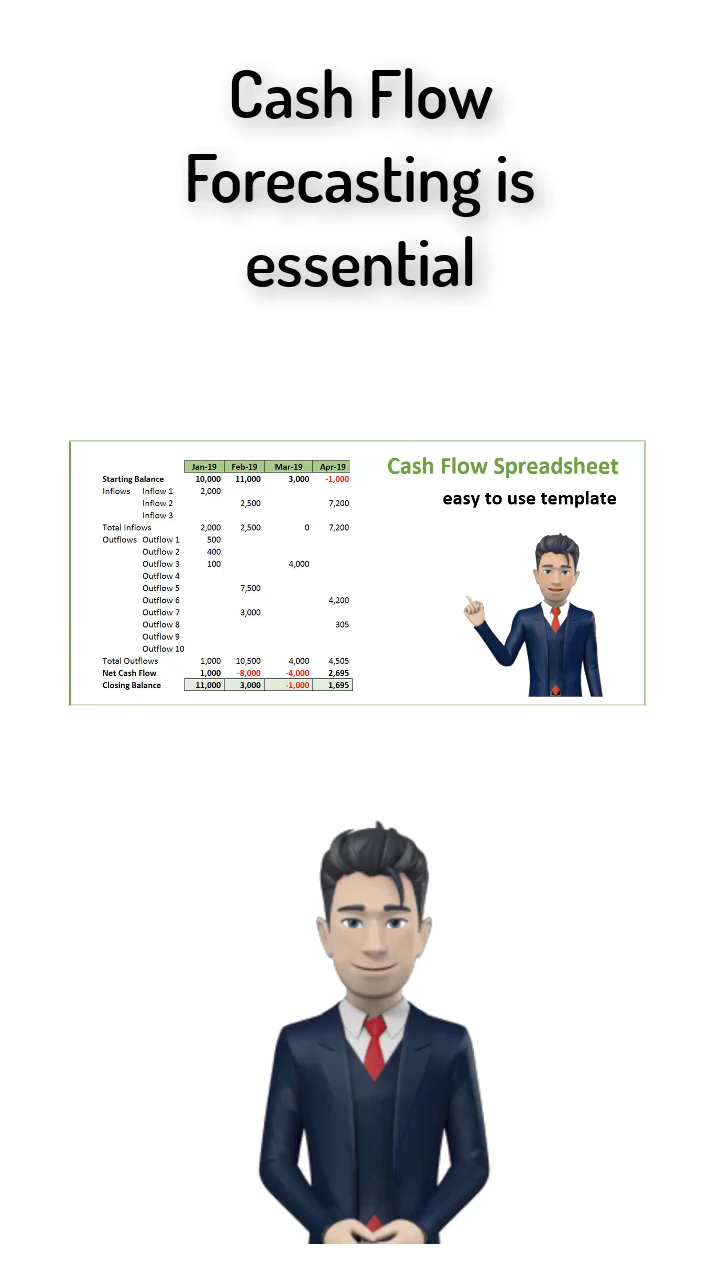 Cash Flow
Forecasting is
essential
Cash Flow Spreadsheet
easy to use template
Jan-19 Feb-19 Mar-19 Apr-19
Starting Balance 10,000 11,000 3,000 -1,000
Inflows Inflow 1 2,000
Inflow 2 2,500 7,200
Inflow 3
Total Inflows 2,000 2,500 0 7,200
Outflows Outflow 1 500
Outflow 2 400
Outflow 3 100 4,000
Outflow 4
Outflow 5 7,500
Outflow 6 4,200
Outflow 7 3,000
Outflow 8 305
Outflow 9
Outflow 10
Total Outflows 1,000 10,500 4,000 4,505
Net Cash Flow 1,000 -8,000 -4,000 2,695
Closing Balance 11,000 3,000 -1,000 1,695